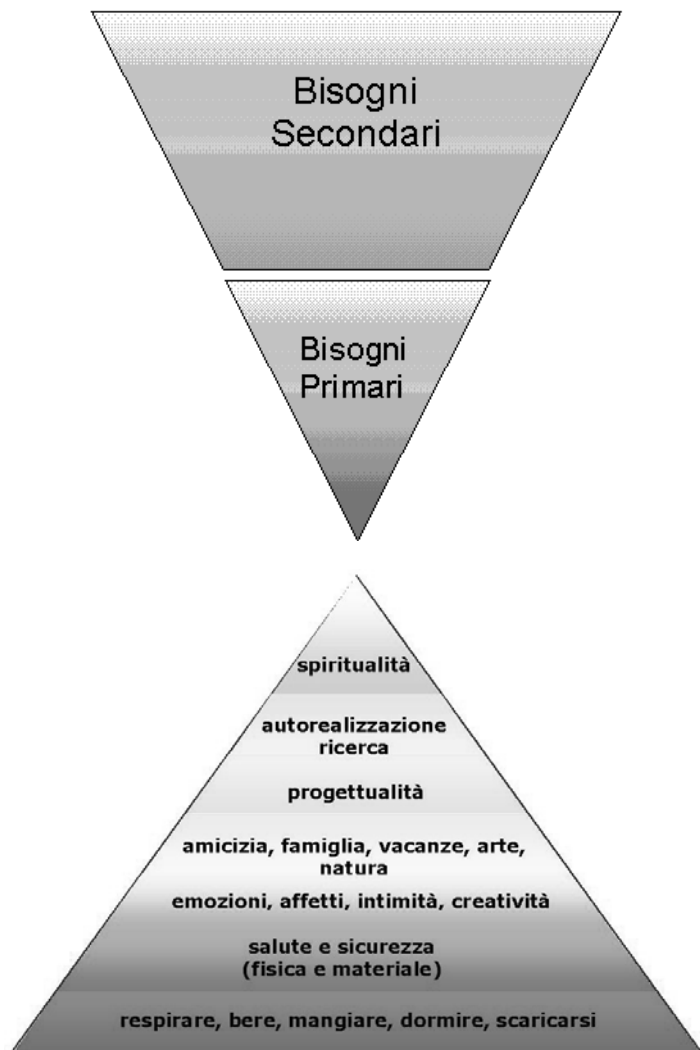 Bisogni
Secondari
Bisogni
Primari
spiritualità
autorealizzazione
ricerca
progettualità
amicizia, famiglia, vacanze, arte,
natura
emozioni, affetti, intimità, creatività
salute e sicurezza
(fisica e materiale)
respirare, bere, mangiare, dormire, scaricarsi